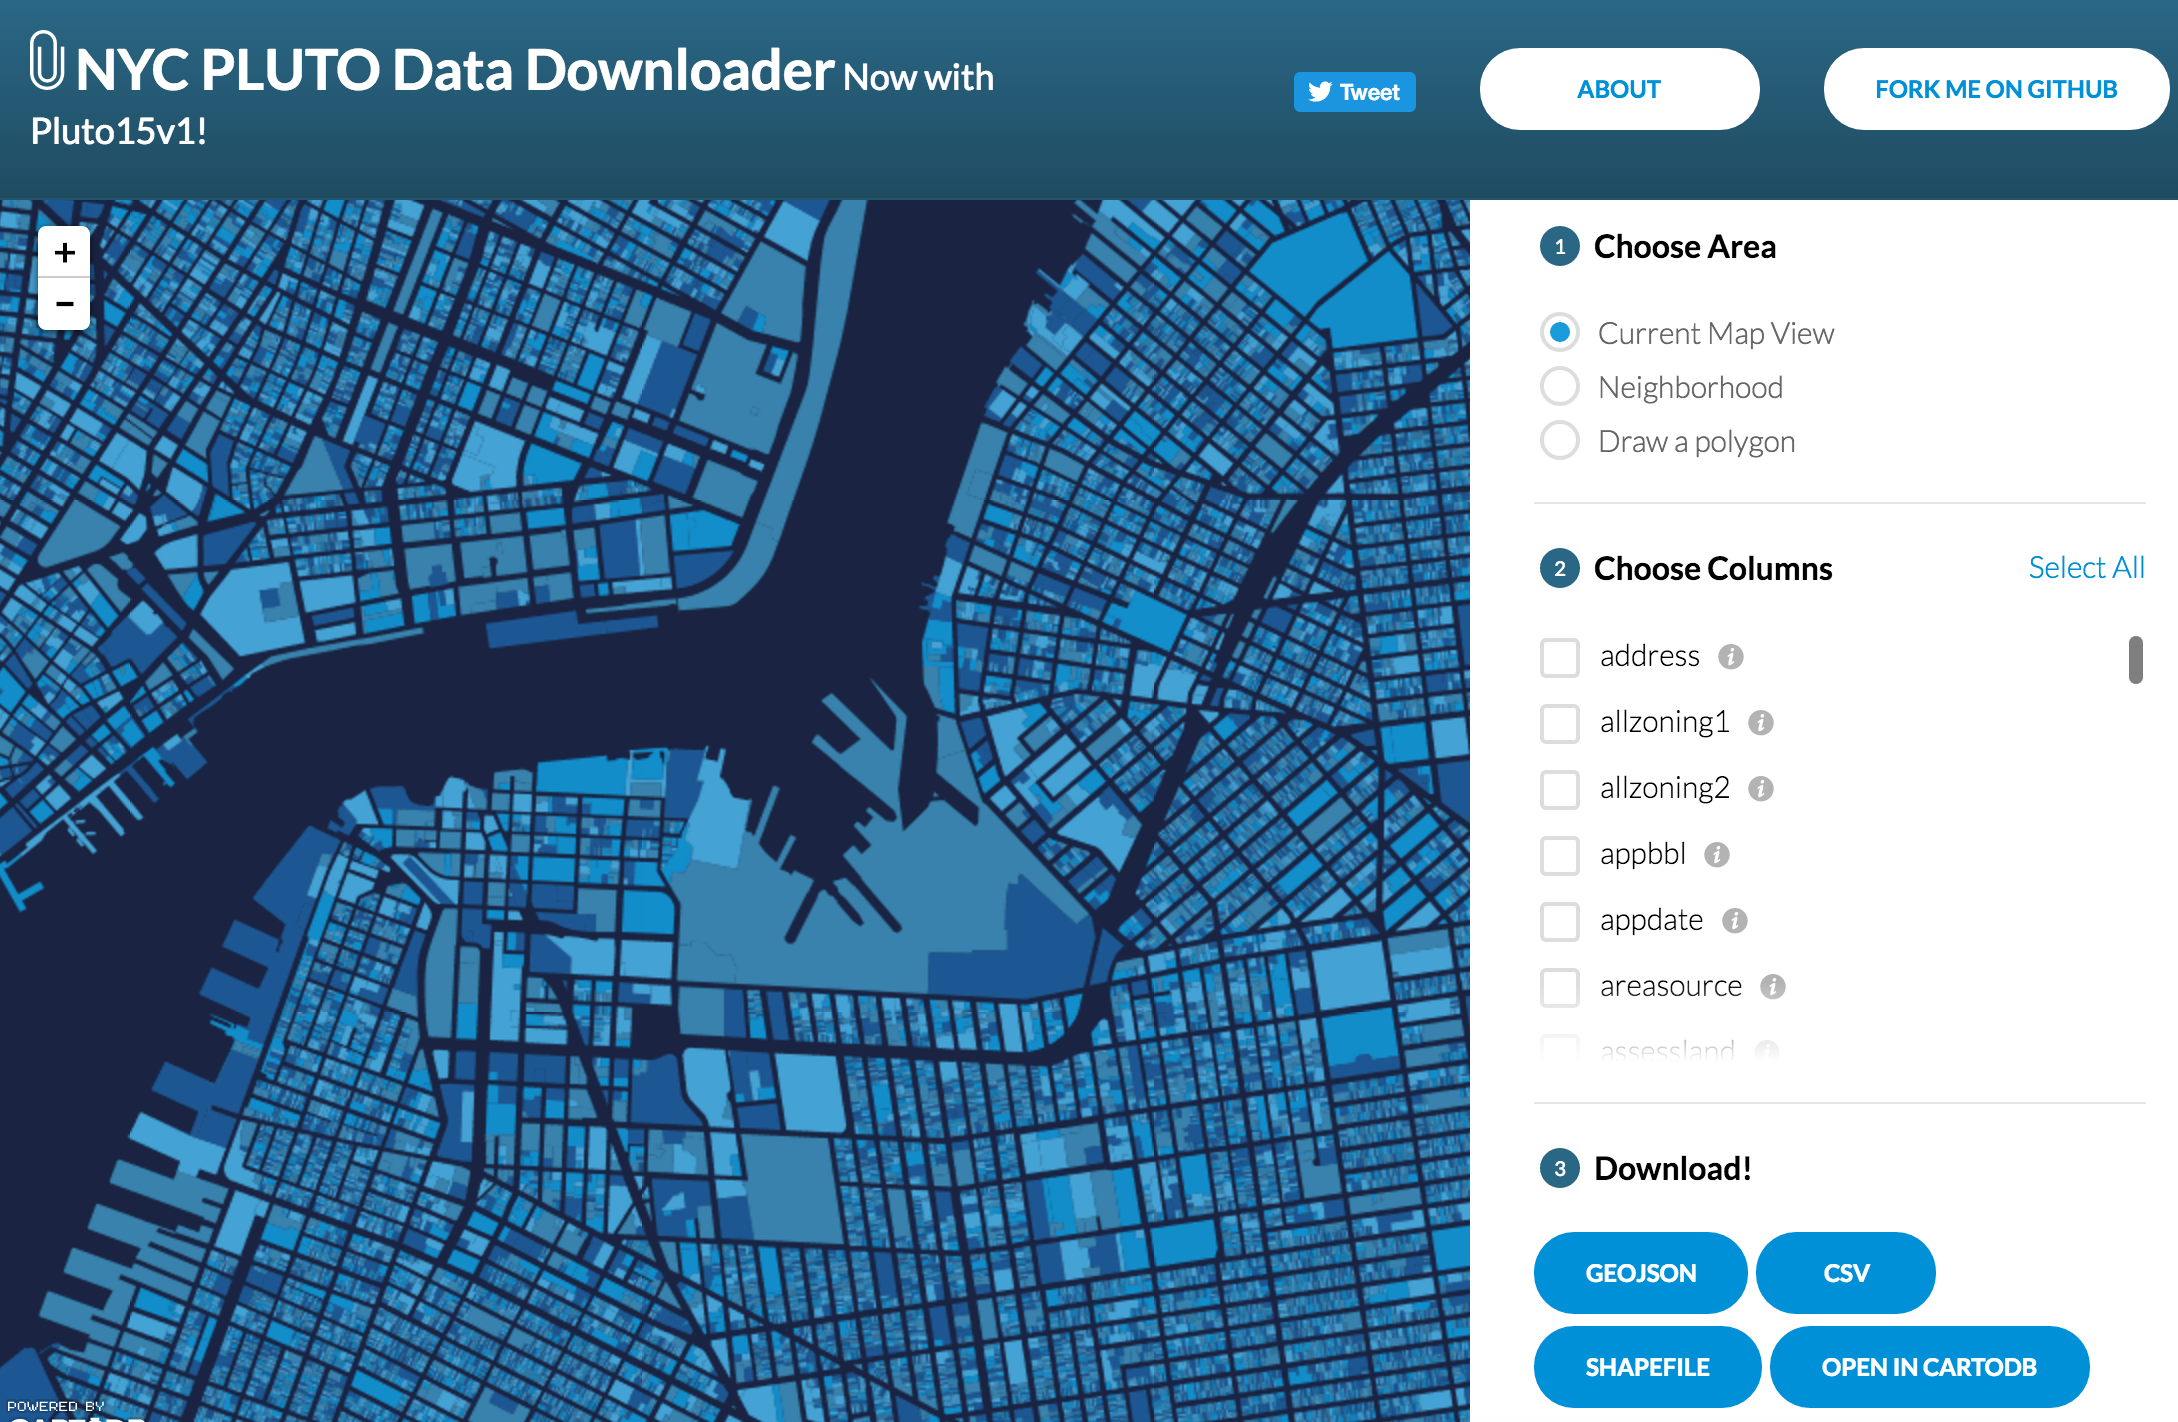 NYC PLUTO Data Downloader Now with
Pluto15v1!
Tweet
ABOUT
FORK ME ON GITHUB
+
−
1 Choose Area
Current Map View
Neighborhood
Draw a polygon
2 Choose Columns Select All
address i
allzoning1 i
allzoning2 i
appbbl i
appdate i
areasource i
assessland i
3 Download!
GEOJSON CSV
SHAPEFILE OPEN IN CARTODB
POWERED BY
CARTODB